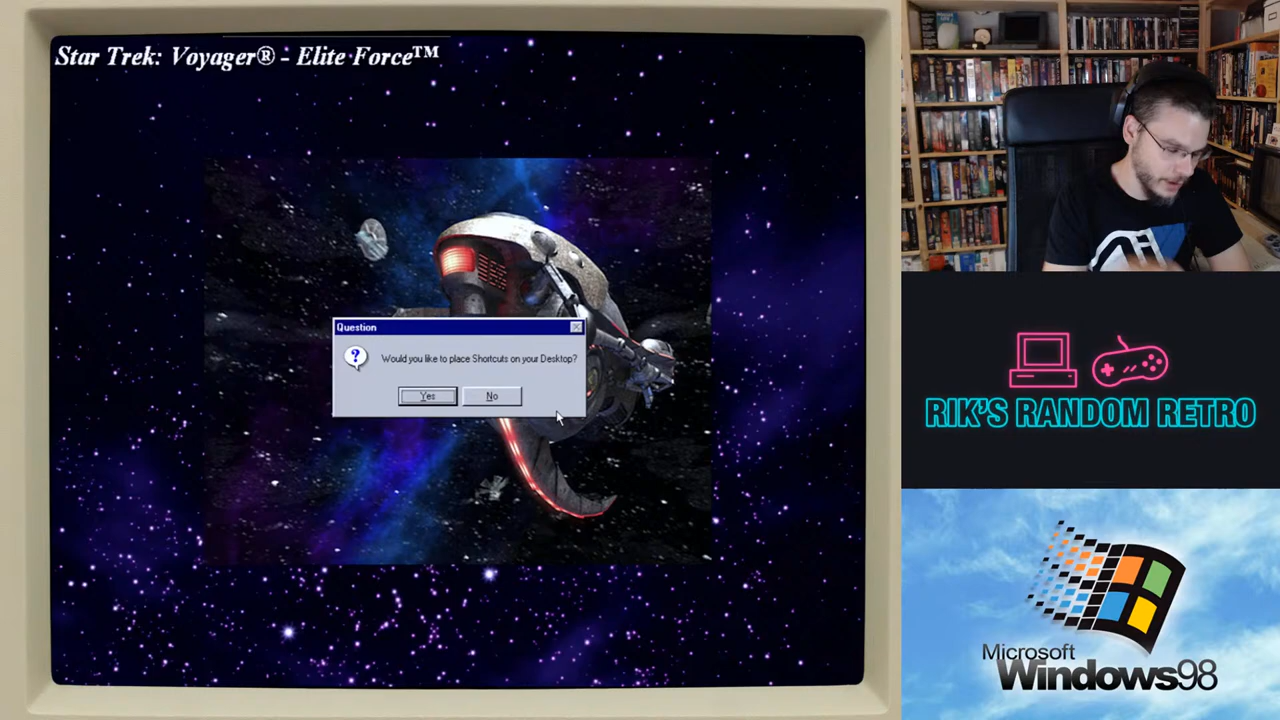 Star Trek: Voyager® - Elite Force™
Question
Would you like to place Shortcuts on your Desktop?
Yes
No
RIK'S RANDOM RETRO
Microsoft
Windows98